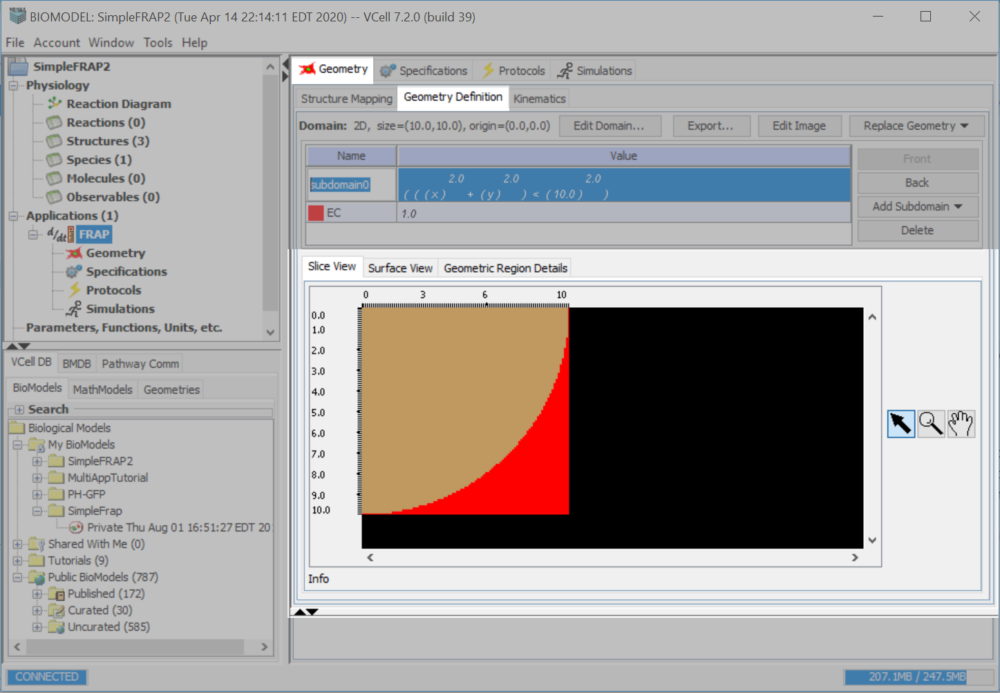 BIOMODEL: SimpleFRAP2 (Tue Apr 14 22:14:11 EDT 2020) -- VCell 7.2.0 (build 39)
File Account Window Tools Help
SimpleFRAP2
Physiology
Reaction Diagram
Reactions (0)
Structures (3)
Species (1)
Molecules (0)
Observables (0)
Applications (1)
d/dt FRAP
Geometry
Specifications
Protocols
Simulations
Parameters, Functions, Units, etc.
VCell DB BMDB Pathway Comm
BioModels MathModels Geometries
Search
Biological Models
My BioModels
SimpleFRAP2
MultiAppTutorial
PH-GFP
SimpleFrap
Private Thu Aug 01 16:51:27 EDT 20
Shared With Me (0)
Tutorials (9)
Public BioModels (787)
Published (172)
Curated (30)
Uncurated (585)
CONNECTED
Geometry Specifications Protocols Simulations
Structure Mapping Geometry Definition Kinematics
Domain: 2D, size=(10.0,10.0), origin=(0.0,0.0) Edit Domain... Export... Edit Image Replace Geometry
Name Value
subdomain0
2.0 2.0 2.0
( ( (x) + (y) ) < (10.0) )
EC 1.0
Front
Back
Add Subdomain
Delete
Slice View Surface View Geometric Region Details
0 3 6 10
0.0
1.0
2.0
3.0
4.0
5.0
6.0
7.0
8.0
9.0
10.0
Info
207.1MB / 247.5MB